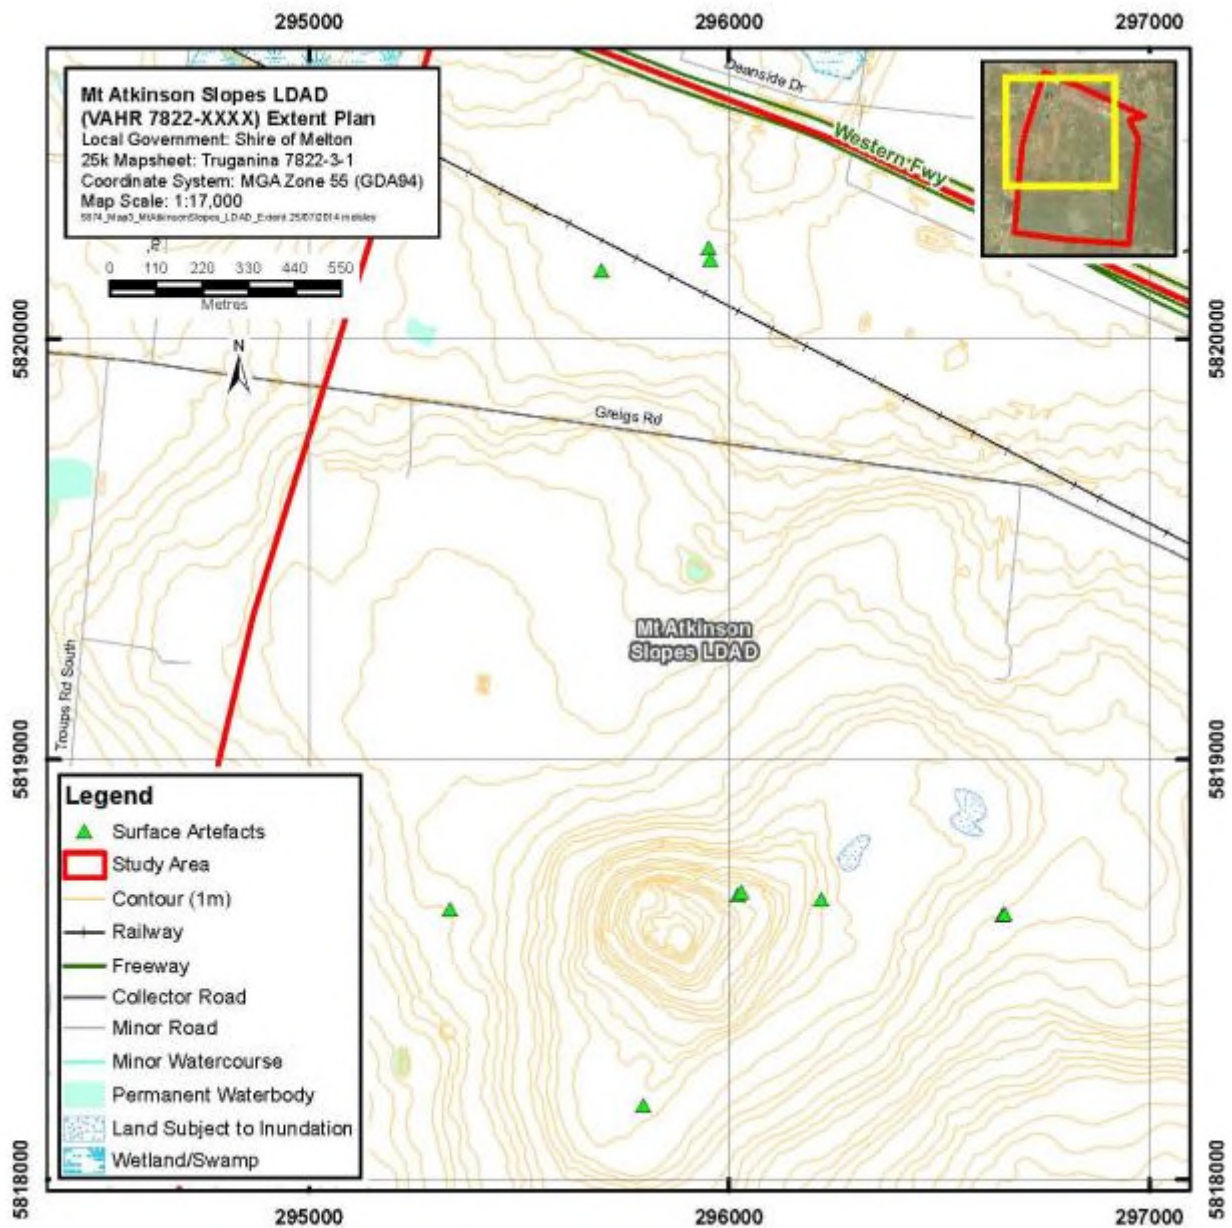 295000
296000
297000
Mt Atkinson Slopes LDAD
(VAHR 7822-XXXX) Extent Plan
Local Government: Shire of Melton
25k Mapsheet: Truganina 7822-3-1
Coordinate System: MGA Zone 55 (GDA94)
Map Scale: 1:17,000
Deanside Dr
Western Fwy
0 110 220 330 440 550
Metres
5820000
5820000
N
Greigs Rd
Mt Atkinson
Slopes LDAD
Troups Rd South
5819000
5819000
Legend
Surface Artefacts
Study Area
Contour (1m)
Railway
Freeway
Collector Road
Minor Road
Minor Watercourse
Permanent Waterbody
Land Subject to Inundation
Wetland/Swamp
5818000
5818000
295000
296000
297000